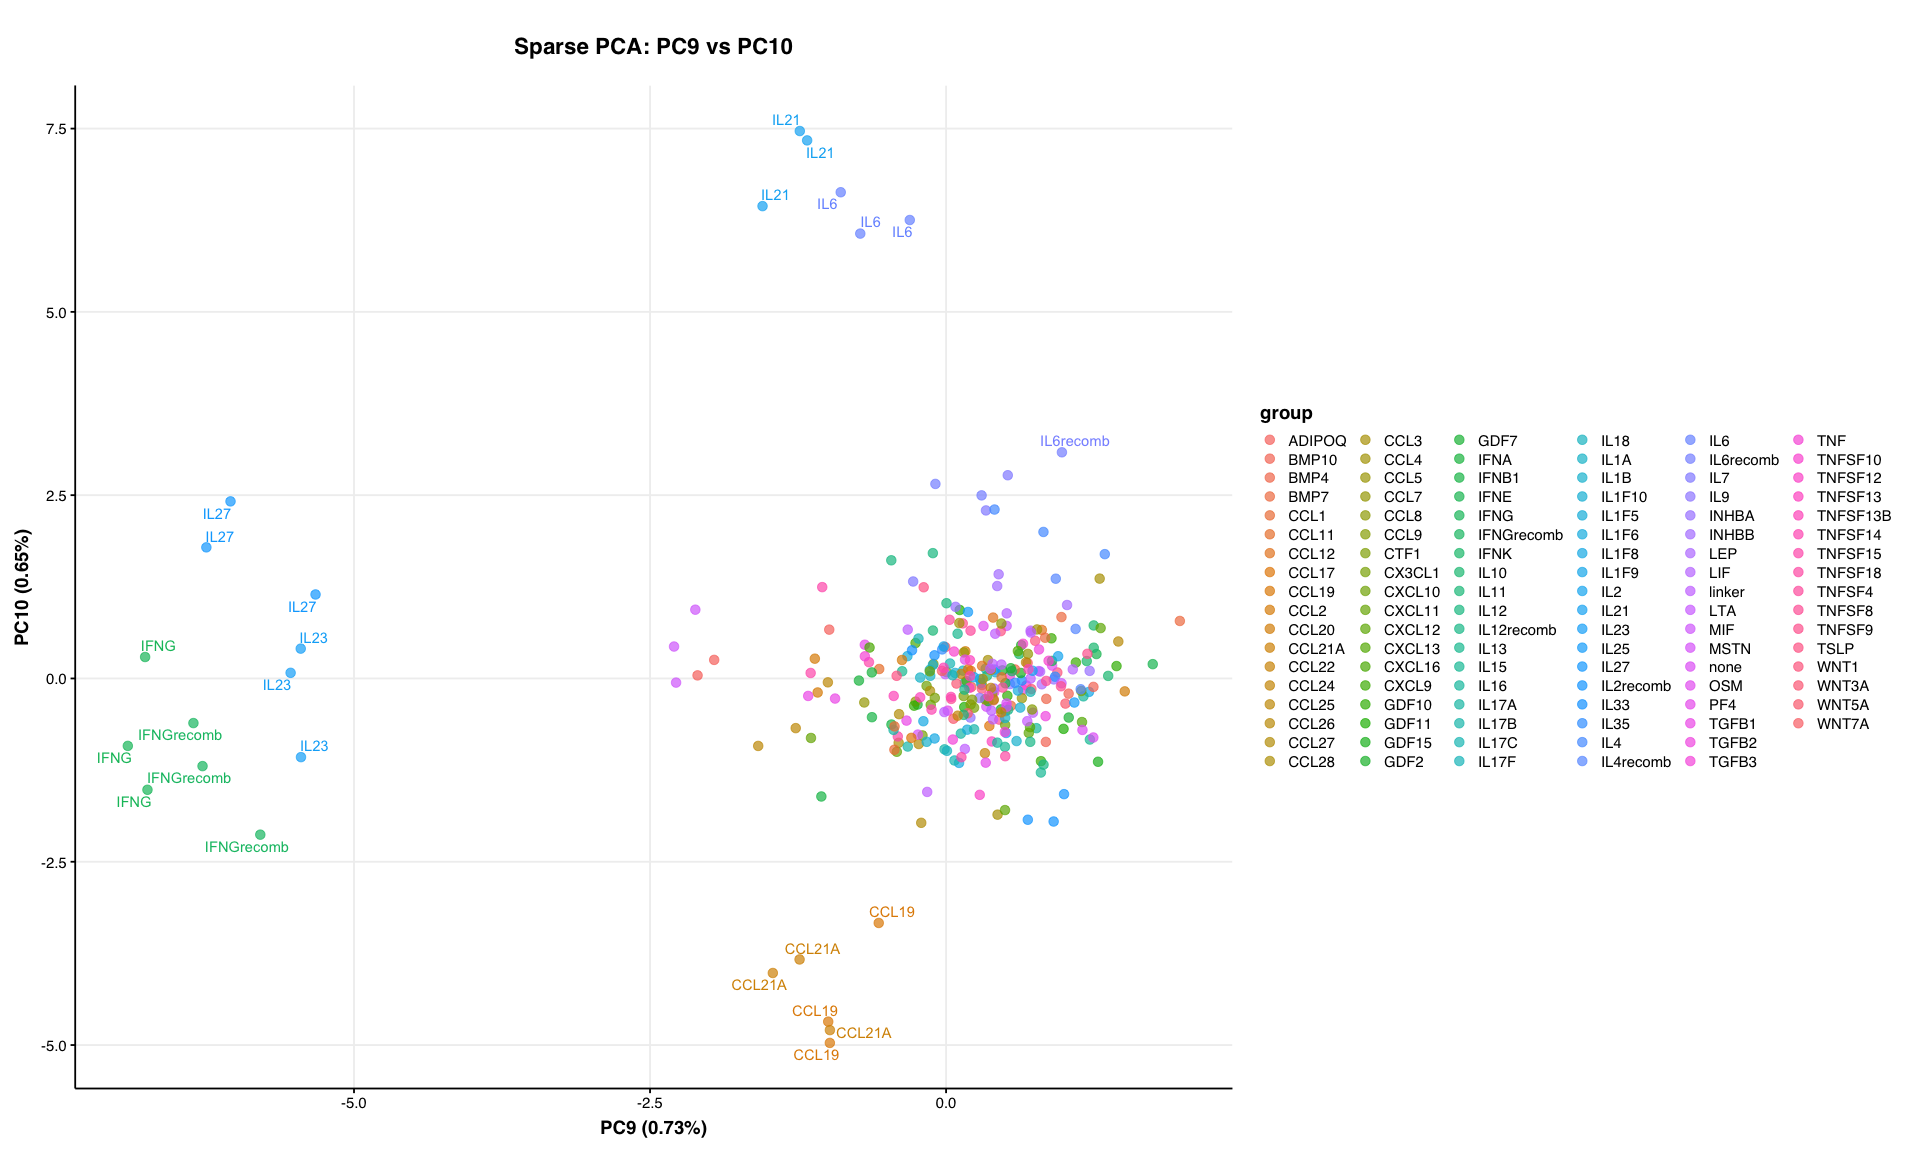 Sparse PCA: PC9 vs PC10
PC10 (0.65%)
7.5
5.0
2.5
0.0
-2.5
-5.0
IL21
IL21
IL21
IL6
IL6
IL6
IL6recomb
IL27
IL27
IL27
IL23
IL23
IL23
IFNG
IFNGrecomb
IFNG
IFNGrecomb
IFNG
IFNGrecomb
CCL19
CCL21A
CCL21A
CCL19
CCL21A
CCL19
-5.0
-2.5
0.0
PC9 (0.73%)
group
ADIPOQ
BMP10
BMP4
BMP7
CCL1
CCL11
CCL12
CCL17
CCL19
CCL2
CCL20
CCL21A
CCL22
CCL24
CCL25
CCL26
CCL27
CCL28
CCL3
CCL4
CCL5
CCL7
CCL8
CCL9
CTF1
CX3CL1
CXCL10
CXCL11
CXCL12
CXCL13
CXCL16
CXCL9
GDF10
GDF11
GDF15
GDF2
GDF7
IFNA
IFNB1
IFNE
IFNG
IFNGrecomb
IFNK
IL10
IL11
IL12
IL12recomb
IL13
IL15
IL16
IL17A
IL17B
IL17C
IL17F
IL18
IL1A
IL1B
IL1F10
IL1F5
IL1F6
IL1F8
IL1F9
IL2
IL21
IL23
IL25
IL27
IL2recomb
IL33
IL35
IL4
IL4recomb
IL6
IL6recomb
IL7
IL9
INHBA
INHBB
LEP
LIF
linker
LTA
MIF
MSTN
none
OSM
PF4
TGFB1
TGFB2
TGFB3
TNF
TNFSF10
TNFSF12
TNFSF13
TNFSF13B
TNFSF14
TNFSF15
TNFSF18
TNFSF4
TNFSF8
TNFSF9
TSLP
WNT1
WNT3A
WNT5A
WNT7A